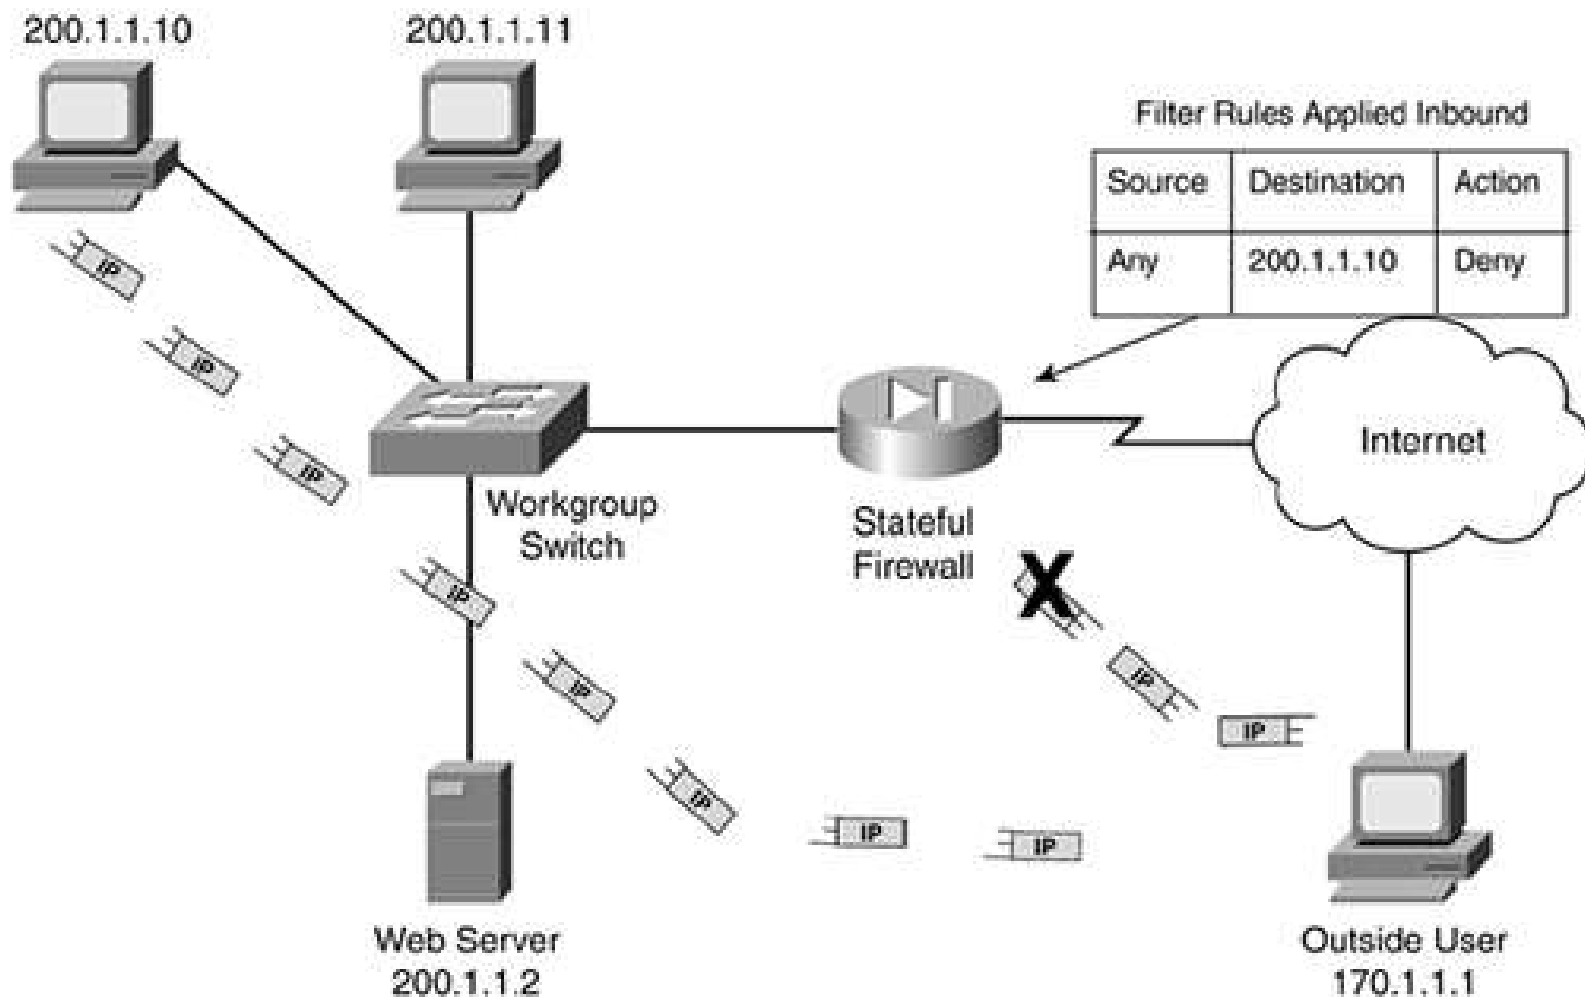 200.1.1.10
200.1.1.11
Filter Rules Applied Inbound
Source Destination Action
Any 200.1.1.10 Deny
IP
IP
IP
IP
IP
IP
IP
IP
IP
IP
Workgroup
Switch
Stateful
Firewall
X
Internet
Web Server
200.1.1.2
Outside User
170.1.1.1